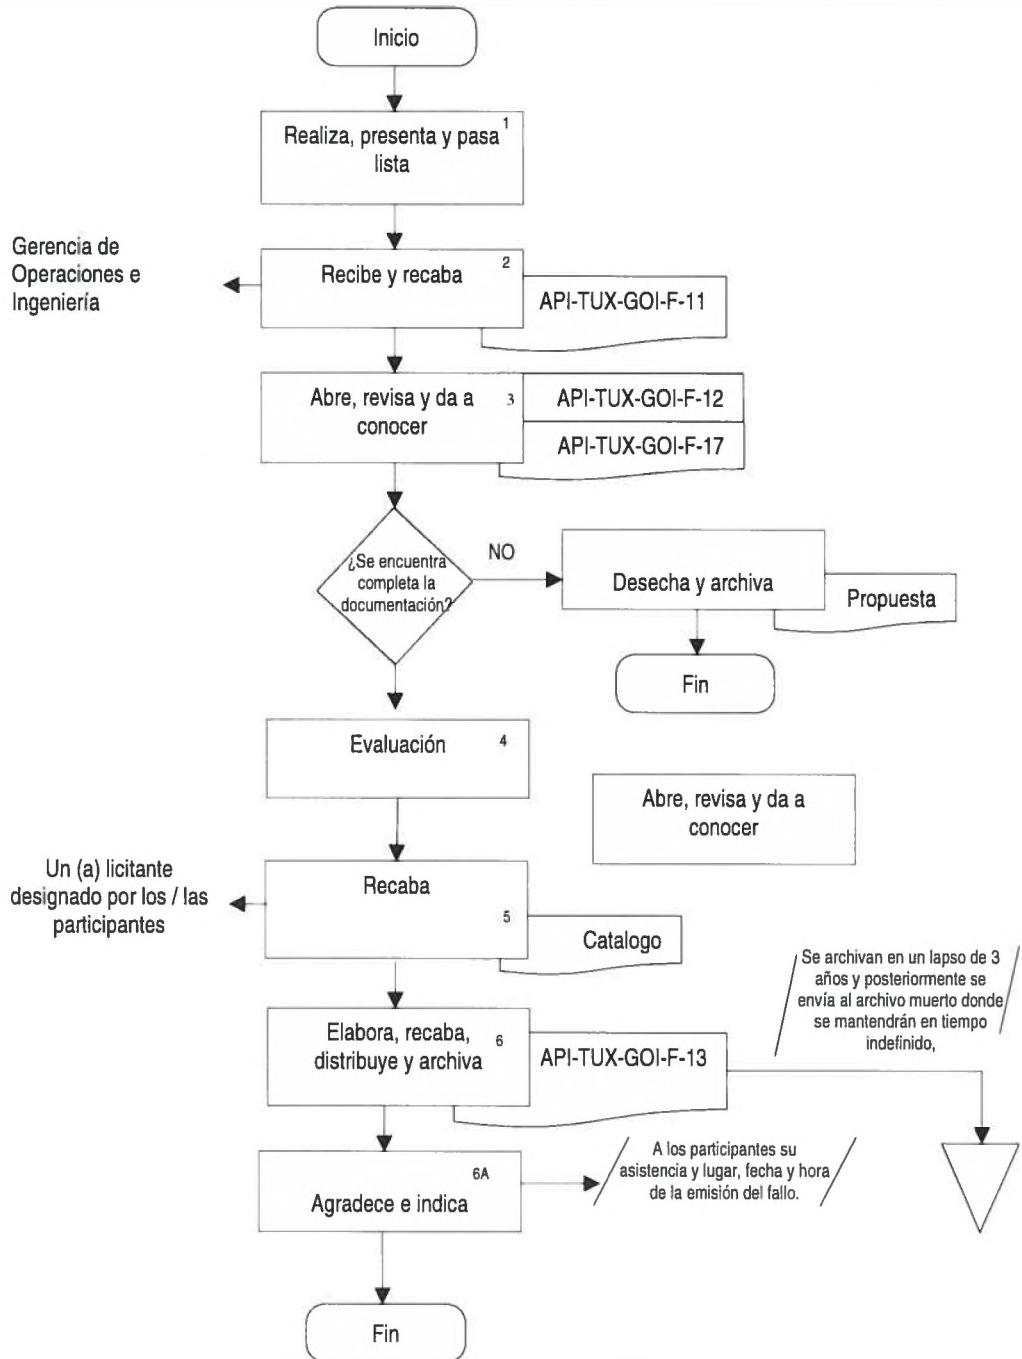 Inicio
Realiza, presenta y pasa 1
lista
Gerencia de
Operaciones e
Ingeniería
Recibe y recaba 2
API-TUX-GOI-F-11
Abre, revisa y da a 3
conocer
API-TUX-GOI-F-12
API-TUX-GOI-F-17
¿Se encuentra
completa la
documentación?
NO
Desecha y archiva
Propuesta
Fin
Evaluación 4
Abre, revisa y da a
conocer
Un (a) licitante
designado por los / las
participantes
Recaba
5
Catalogo
Se archivan en un lapso de 3
años y posteriormente se
envía al archivo muerto donde
se mantendrán en tiempo
indefinido,
Elabora, recaba, 6
distribuye y archiva
API-TUX-GOI-F-13
6A
Agradece e indica
A los participantes su
asistencia y lugar, fecha y hora
de la emisión del fallo.
Fin